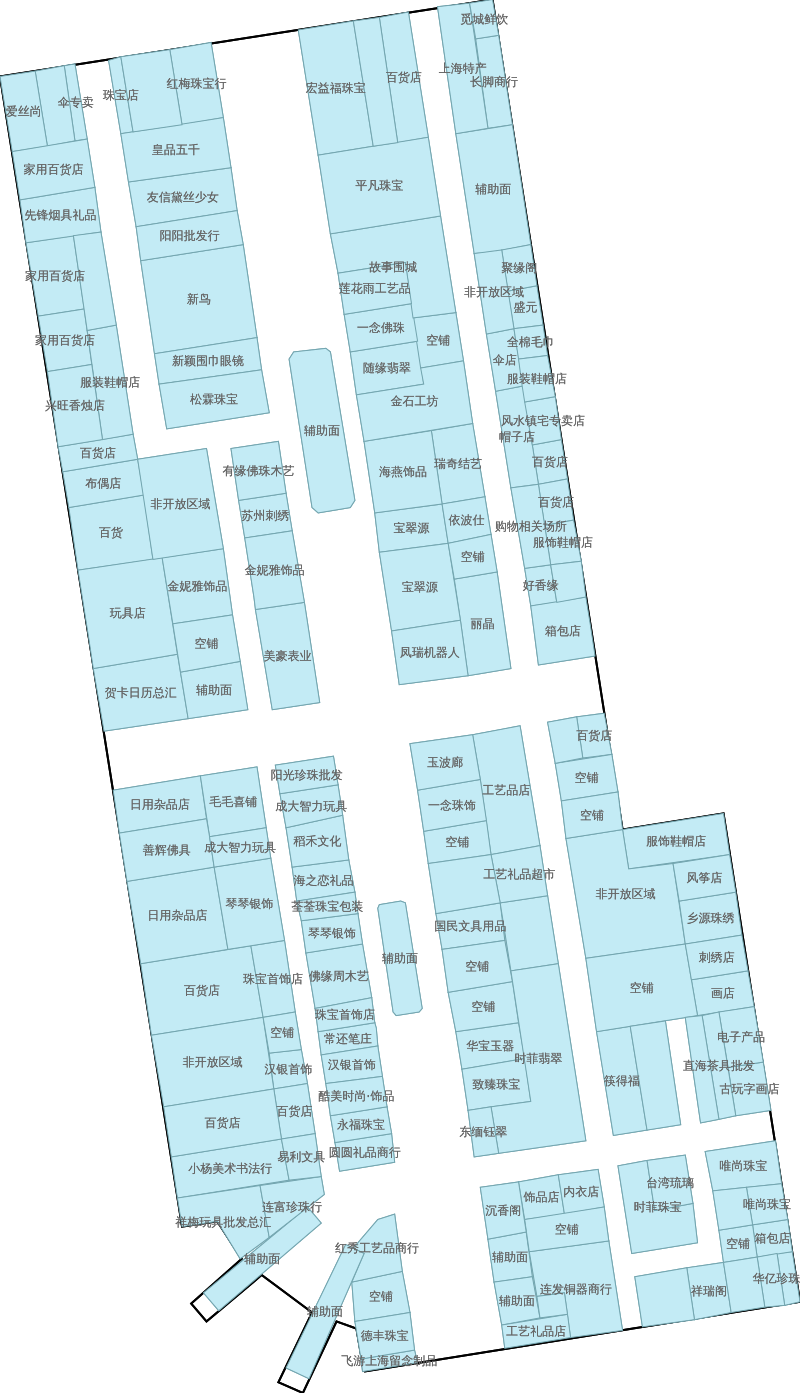 觅城鲜饮
上海特产
长脚商行
百货店
宏益福珠宝
红梅珠宝行
珠宝店
伞专卖
爱丝尚
皇品五千
家用百货店
平凡珠宝
辅助面
友信黛丝少女
先锋烟具礼品
阳阳批发行
故事围城
聚缘阁
家用百货店
莲花雨工艺品
非开放区域
新鸟
盛元
一念佛珠
家用百货店
空铺
全棉毛巾
新颖围巾眼镜
伞店
随缘翡翠
服装鞋帽店
服装鞋帽店
松霖珠宝
金石工坊
兴旺香烛店
风水镇宅专卖店
辅助面
帽子店
百货店
瑞奇结艺
百货店
有缘佛珠木艺
海燕饰品
布偶店
非开放区域
百货店
苏州刺绣
依波仕
宝翠源
购物相关场所
百货
服饰鞋帽店
空铺
金妮雅饰品
金妮雅饰品
宝翠源
好香缘
玩具店
丽晶
箱包店
空铺
凤瑞机器人
美豪表业
辅助面
贺卡日历总汇
百货店
玉波廊
阳光珍珠批发
空铺
工艺品店
毛毛喜铺
日用杂品店
成大智力玩具
一念珠饰
空铺
稻禾文化
空铺
服饰鞋帽店
成大智力玩具
善辉佛具
工艺礼品超市
风筝店
海之恋礼品
非开放区域
琴琴银饰
荃荃珠宝包装
日用杂品店
乡源珠绣
国民文具用品
琴琴银饰
辅助面
刺绣店
空铺
佛缘周木艺
珠宝首饰店
空铺
百货店
画店
空铺
珠宝首饰店
空铺
常还笔庄
电子产品
华宝玉器
时菲翡翠
非开放区域
汉银首饰
汉银首饰
直海茶具批发
筷得福
致臻珠宝
古玩字画店
酷美时尚·饰品
百货店
百货店
永福珠宝
东缅钰翠
圆圆礼品商行
易利文具
小杨美术书法行
唯尚珠宝
台湾琉璃
内衣店
饰品店
唯尚珠宝
时菲珠宝
连富珍珠行
沉香阁
祥梅玩具批发总汇
空铺
箱包店
空铺
红秀工艺品商行
辅助面
辅助面
华亿珍珠
连发铜器商行
祥瑞阁
空铺
辅助面
辅助面
工艺礼品店
德丰珠宝
飞游上海留念制品